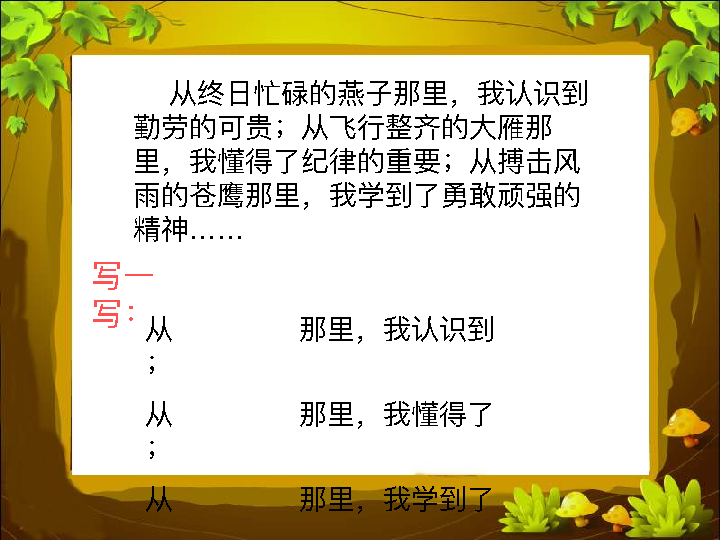 从终日忙碌的燕子那里，我认识到
勤劳的可贵；从飞行整齐的大雁那
里，我懂得了纪律的重要；从搏击风
雨的苍鹰那里，我学到了勇敢顽强的
精神……
写一
写：
从 那里，我认识到
；
从 那里，我懂得了
；
从 那里，我学到了